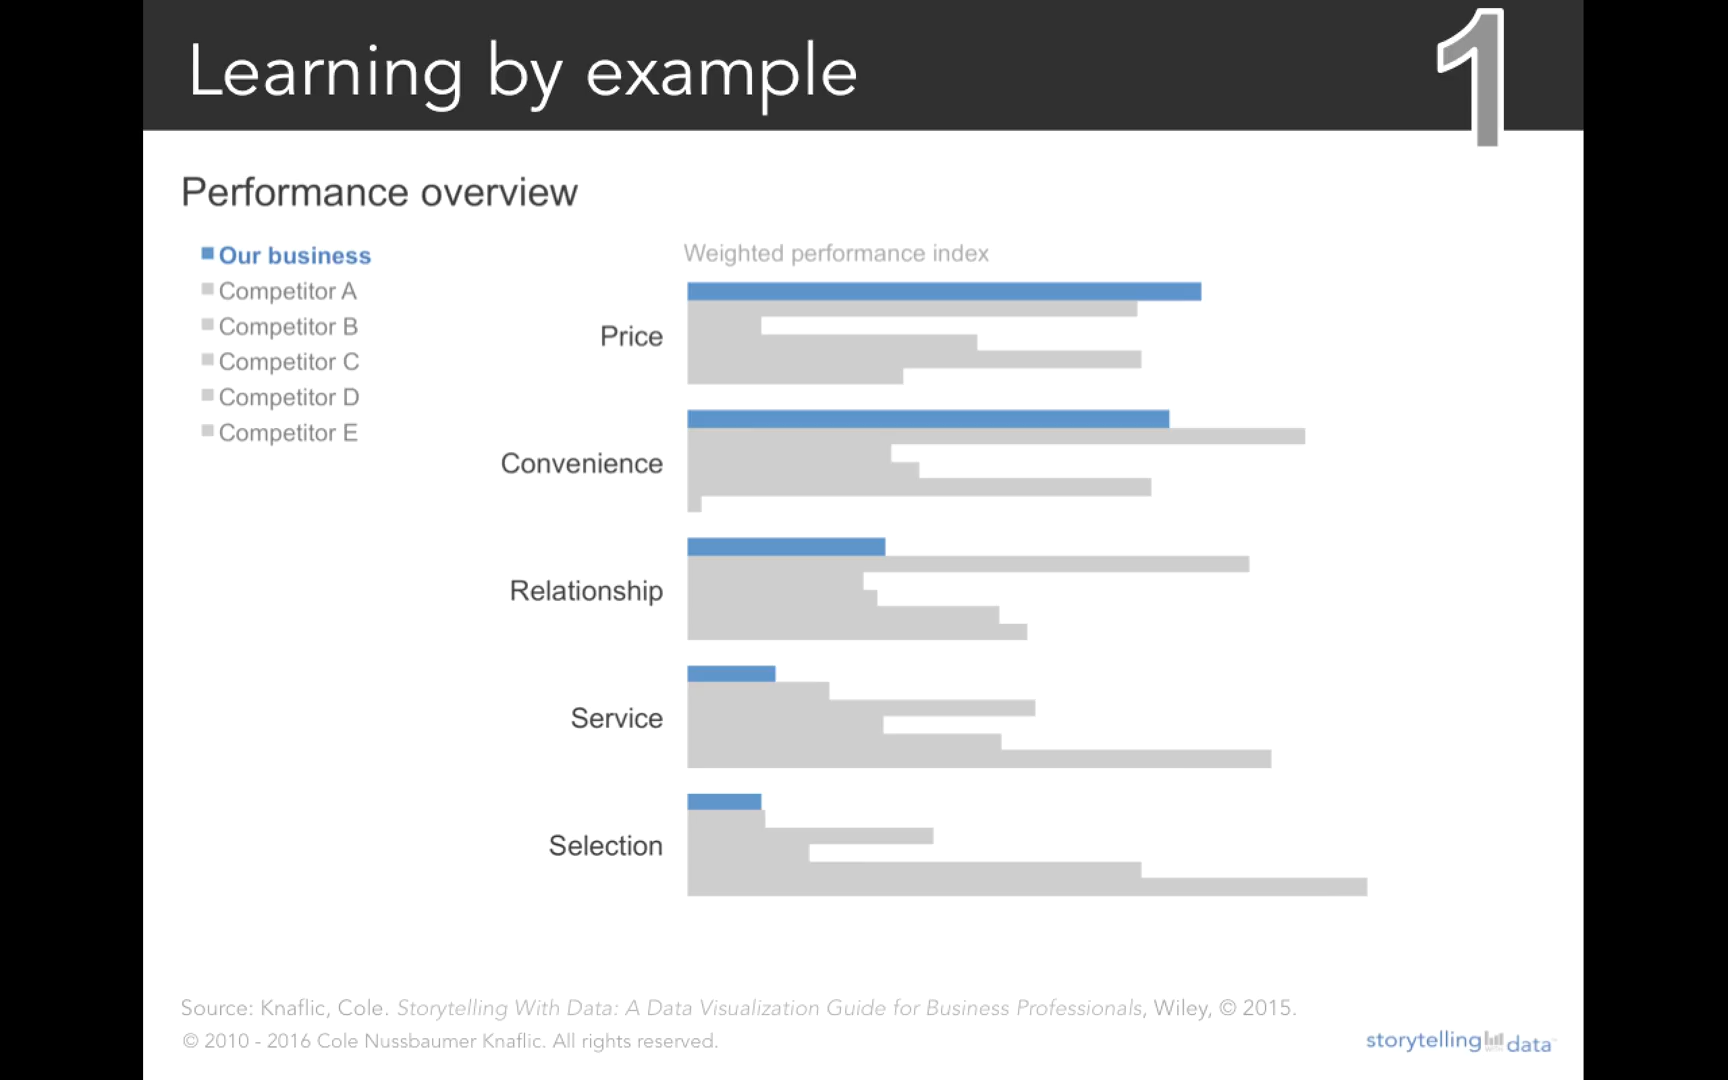 Learning by example
1
Performance overview
Our business
Competitor A
Competitor B
Competitor C
Competitor D
Competitor E
Weighted performance index
Price
Convenience
Relationship
Service
Selection
Source: Knaflic, Cole. Storytelling With Data: A Data Visualization Guide for Business Professionals, Wiley, © 2015.
© 2010 - 2016 Cole Nussbaumer Knaflic. All rights reserved.
storytelling with data